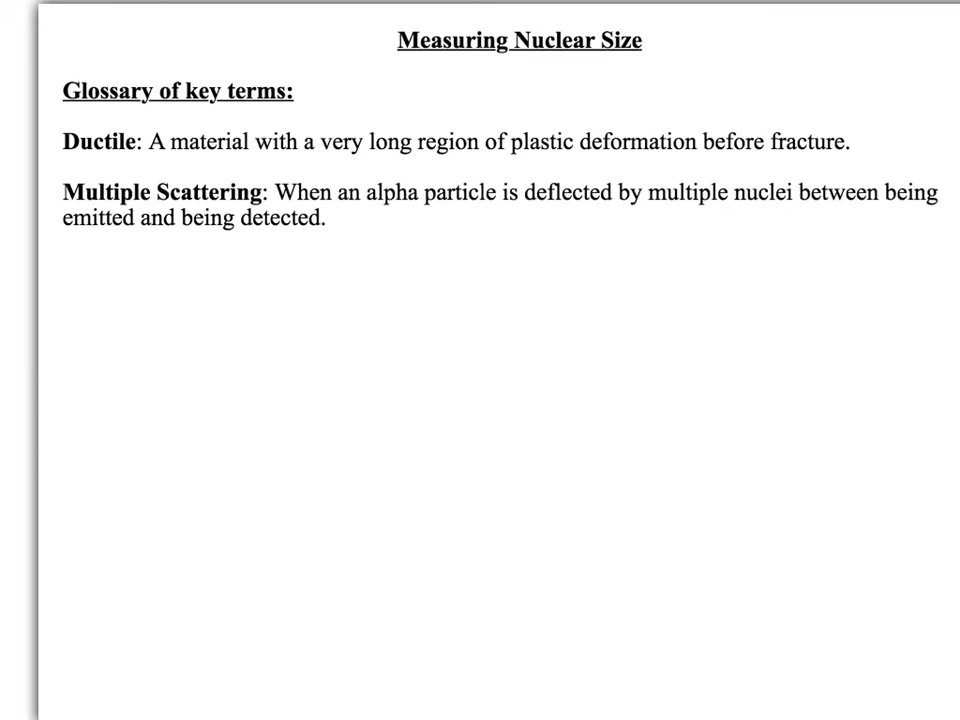 Measuring Nuclear Size
Glossary of key terms:
Ductile: A material with a very long region of plastic deformation before fracture.
Multiple Scattering: When an alpha particle is deflected by multiple nuclei between being
emitted and being detected.